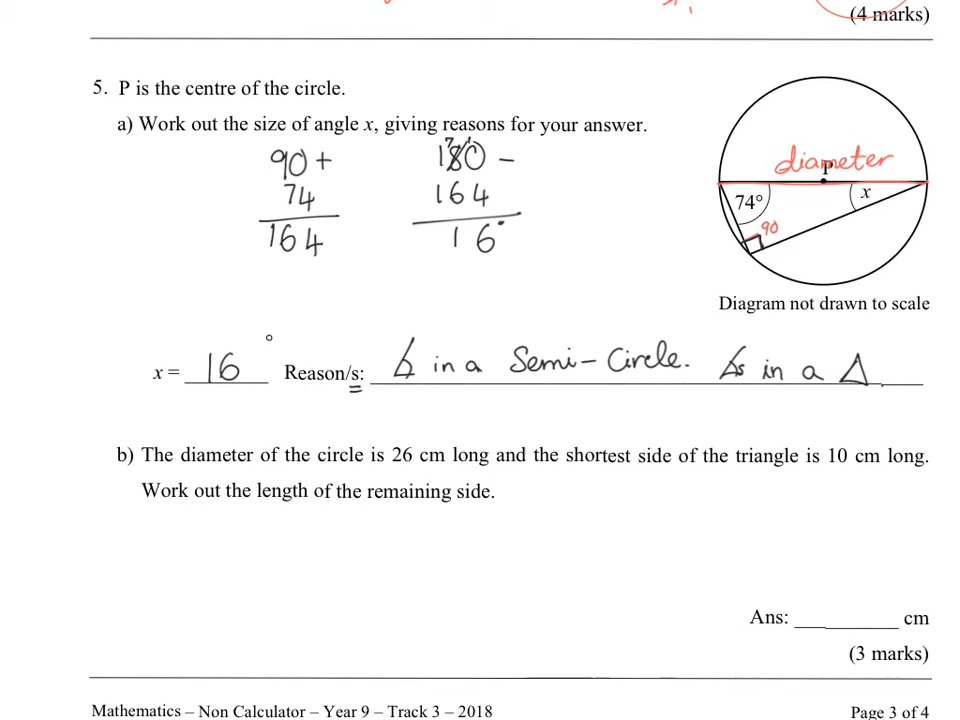 (4 marks)
5. P is the centre of the circle.
a) Work out the size of angle x, giving reasons for your answer.
90 +
74
164
180 -
164
16
diameter
P
74°
x
90
Diagram not drawn to scale
x = 16 ° Reason/s: ∠ in a Semi-Circle. ∠s in a Δ
b) The diameter of the circle is 26 cm long and the shortest side of the triangle is 10 cm long.
Work out the length of the remaining side.
Ans: ________ cm
(3 marks)
Mathematics – Non Calculator – Year 9 – Track 3 – 2018
Page 3 of 4